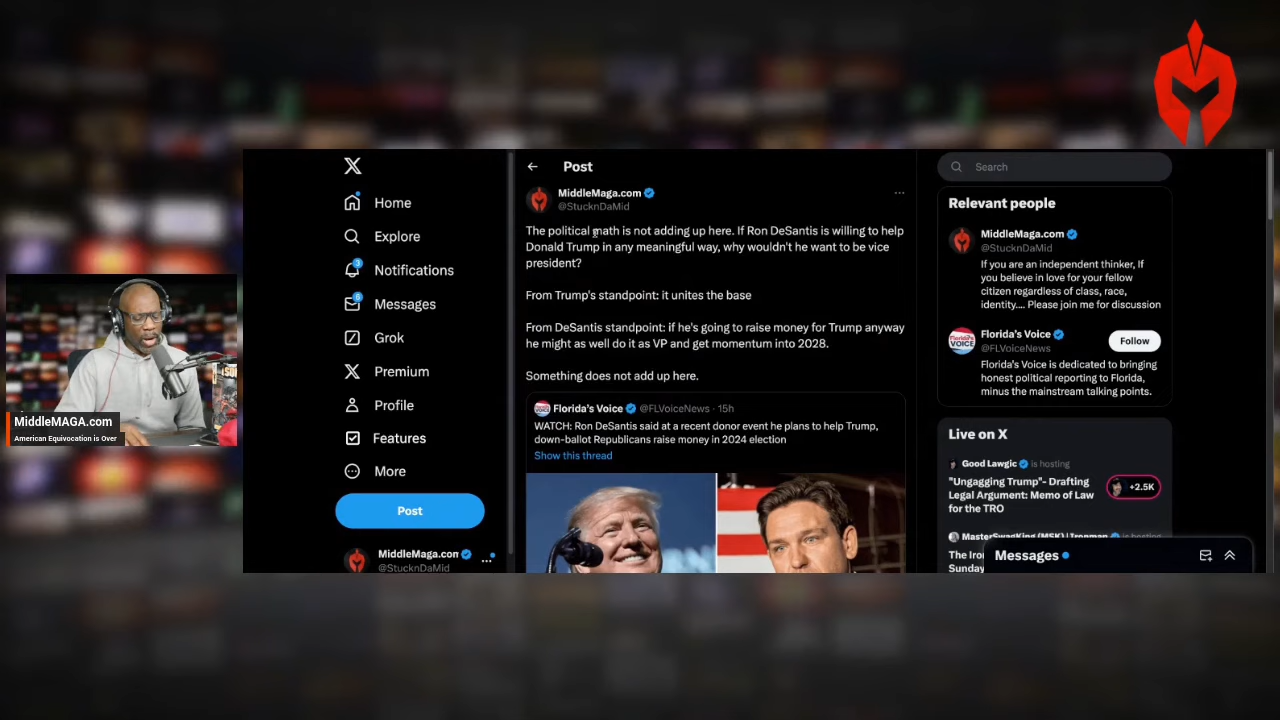 X
Home
Explore
3
Notifications
6
Messages
Grok
Premium
Profile
Features
More
Post
MiddleMaga.com
@StucknDaMid
Post
MiddleMaga.com
@StucknDaMid
The political math is not adding up here. If Ron DeSantis is willing to help
Donald Trump in any meaningful way, why wouldn't he want to be vice
president?
From Trump's standpoint: it unites the base
From DeSantis standpoint: if he's going to raise money for Trump anyway
he might as well do it as VP and get momentum into 2028.
Something does not add up here.
Florida's Voice @FLVoiceNews · 15h
WATCH: Ron DeSantis said at a recent donor event he plans to help Trump,
down-ballot Republicans raise money in 2024 election
Show this thread
Search
Relevant people
MiddleMaga.com
@StucknDaMid
If you are an independent thinker, If
you believe in love for your fellow
citizen regardless of class, race,
identity.... Please join me for discussion
Florida's Voice
@FLVoiceNews
Follow
Florida's Voice is dedicated to bringing
honest political reporting to Florida,
minus the mainstream talking points.
Live on X
Good Lawgic is hosting
"Ungagging Trump"- Drafting
Legal Argument: Memo of Law
for the TRO
+2.5K
MasterSwagKing (MSK) | Ironman is hosting
The Iron
Sunday
Messages
MiddleMAGA.com
American Equivocation is Over